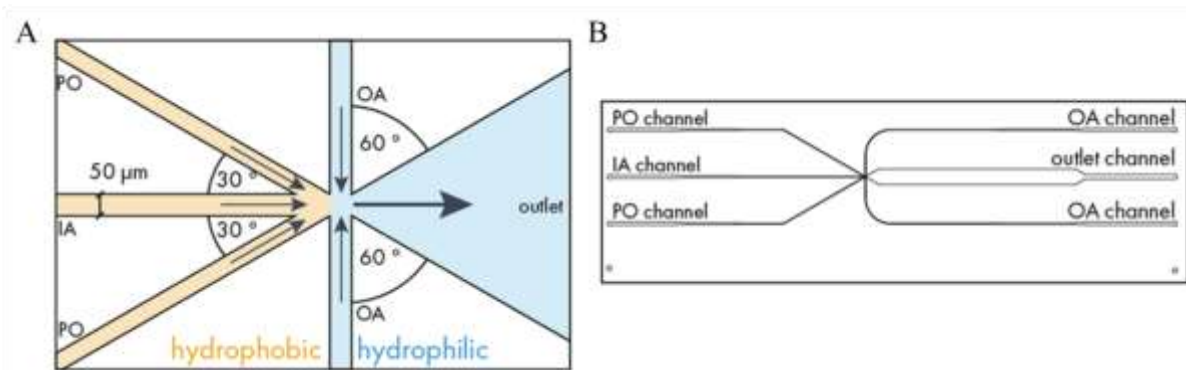 A
PO
OA
60 °
50 µm
30 °
IA
30 °
outlet
60 °
OA
PO
hydrophobic
hydrophilic
B
PO channel
OA channel
IA channel
outlet channel
PO channel
OA channel